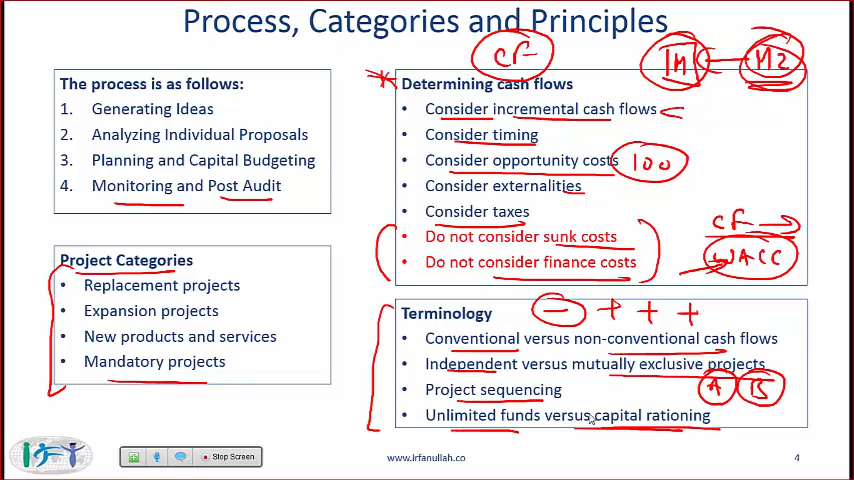 Process, Categories and Principles
CF
1M
M2
The process is as follows:
1. Generating Ideas
2. Analyzing Individual Proposals
3. Planning and Capital Budgeting
4. Monitoring and Post Audit
Project Categories
• Replacement projects
• Expansion projects
• New products and services
• Mandatory projects
Determining cash flows
• Consider incremental cash flows
• Consider timing
• Consider opportunity costs 100
• Consider externalities
• Consider taxes
• Do not consider sunk costs
• Do not consider finance costs
CF
WACC
Terminology – + + +
• Conventional versus non-conventional cash flows
• Independent versus mutually exclusive projects
• Project sequencing A B
• Unlimited funds versus capital rationing
Stop Screen
www.irfanullah.co
4